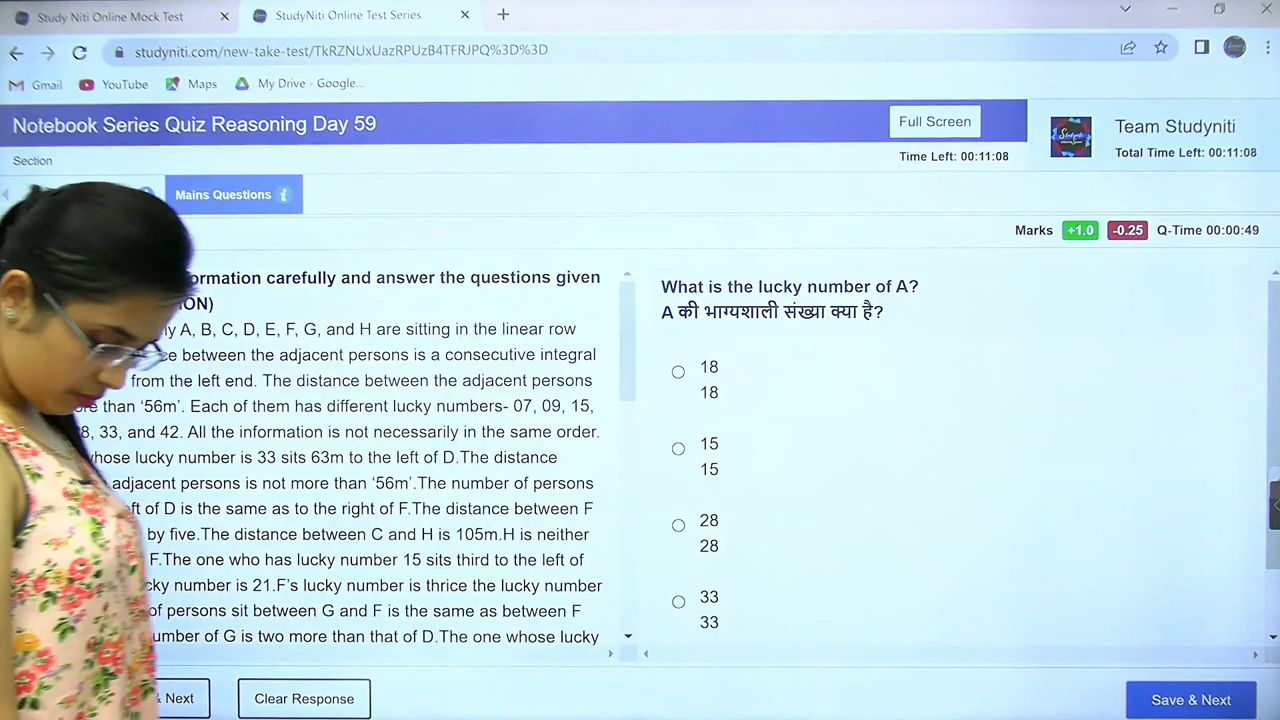 Study Niti Online Mock Test
StudyNiti Online Test Series
studyniti.com/new-take-test/TkRZNUxUazRPUzB4TFRJPQ%3D%3D
Gmail
YouTube
Maps
My Drive - Google...
Notebook Series Quiz Reasoning Day 59
Full Screen
Team Studyniti
Total Time Left: 00:11:08
Section
Time Left: 00:11:08
Mains Questions
Marks +1.0 -0.25 Q-Time 00:00:49
carefully and answer the questions given
A, B, C, D, E, F, G, and H are sitting in the linear row
between the adjacent persons is a consecutive integral
from the left end. The distance between the adjacent persons
than ‘56m’. Each of them has different lucky numbers- 07, 09, 15,
33, and 42. All the information is not necessarily in the same order.
whose lucky number is 33 sits 63m to the left of D.The distance
adjacent persons is not more than ‘56m’.The number of persons
of D is the same as to the right of F.The distance between F
by five.The distance between C and H is 105m.H is neither
F.The one who has lucky number 15 sits third to the left of
number is 21.F’s lucky number is thrice the lucky number
of persons sit between G and F is the same as between F
of G is two more than that of D.The one whose lucky
What is the lucky number of A?
A की भाग्यशाली संख्या क्या है?
18
18
15
15
28
28
33
33
& Next
Clear Response
Save & Next